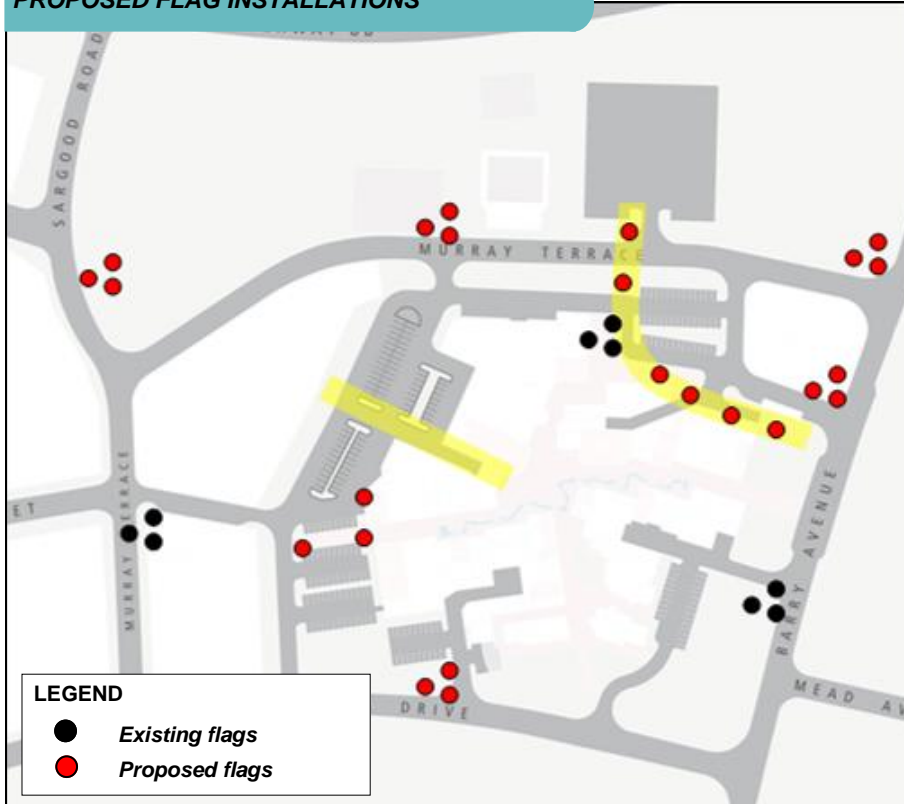 PROPOSED FLAG INSTALLATIONS
SARGOOD ROAD
MURRAY TERRACE
MURRAY TERRACE
ET
BARRY AVENUE
MEAD AV
DRIVE
LEGEND
Existing flags
Proposed flags